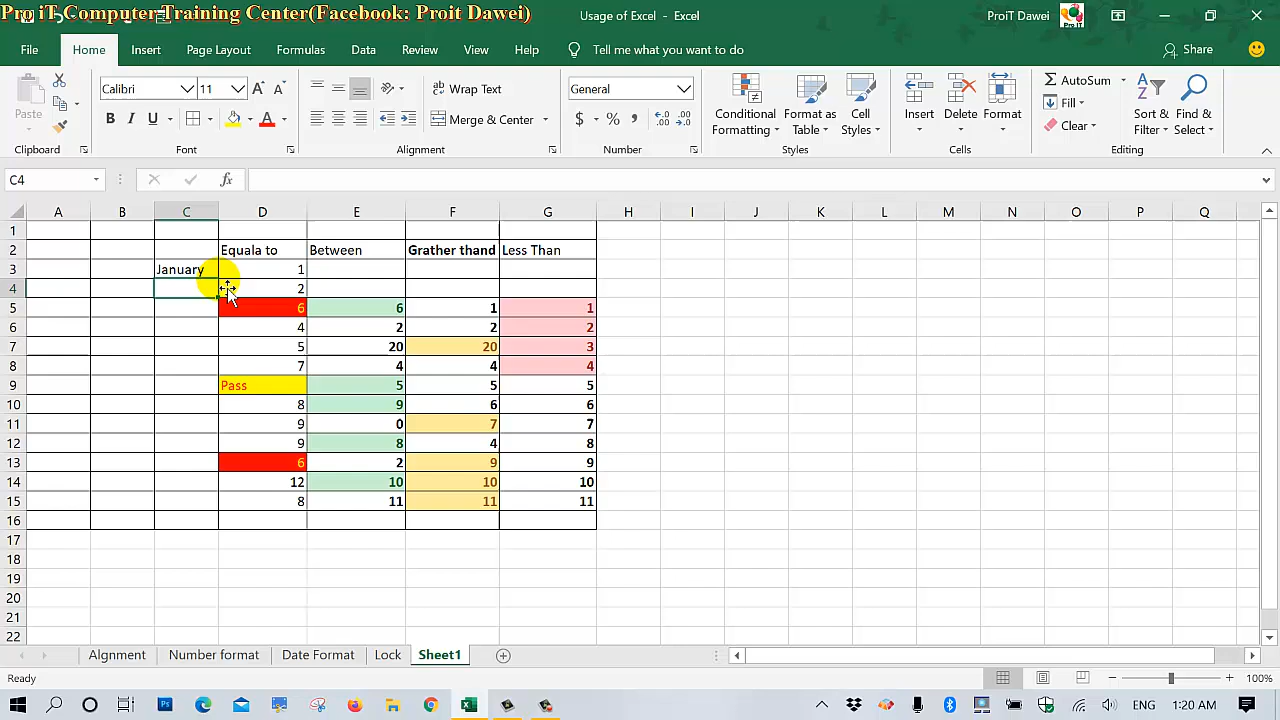 Pro iT Computer Training Center(Facebook: Proit Dawei)
Usage of Excel - Excel
ProiT Dawei
File Home Insert Page Layout Formulas Data Review View Help Tell me what you want to do Share
Calibri 11 Wrap Text General AutoSum
Paste B I U Merge & Center $ % Conditional Formatting Format as Table Cell Styles Insert Delete Format Fill Clear Sort & Filter Find & Select
Clipboard Font Alignment Number Styles Cells Editing
C4 fx
A B C D E F G H I J K L M N O P Q
1
2 Equala to Between Grather thand Less Than
3 January 1
4 2
5 6 6 1 1
6 4 2 2 2
7 5 20 20 3
8 7 4 4 4
9 Pass 5 5 5
10 8 9 6 6
11 9 0 7 7
12 9 8 4 8
13 6 2 9 9
14 12 10 10 10
15 8 11 11 11
16
17
18
19
20
21
22
Alignment Number format Date Format Lock Sheet1
Ready 100%
ENG 1:20 AM